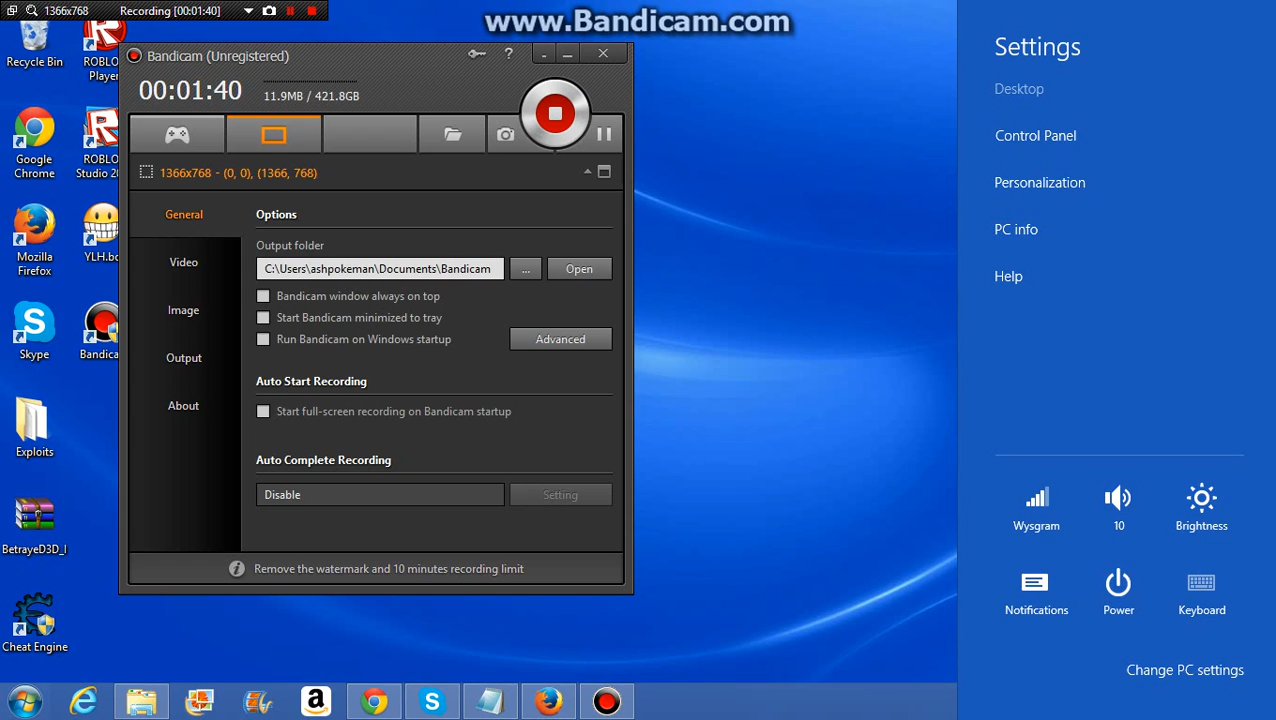 1366x768
Recording [00:01:40]
www.Bandicam.com
Bandicam (Unregistered)
?
00:01:40
11.9MB / 421.8GB
1366x768 - (0, 0), (1366, 768)
General
Video
Image
Output
About
Options
Output folder
C:\Users\ashpokeman\Documents\Bandicam
...
Open
Bandicam window always on top
Start Bandicam minimized to tray
Run Bandicam on Windows startup
Advanced
Auto Start Recording
Start full-screen recording on Bandicam startup
Auto Complete Recording
Disable
Setting
Remove the watermark and 10 minutes recording limit
Recycle Bin
Player
Google
Chrome
ROBLO
Studio 20
Mozilla
Firefox
YLH.bo
Skype
Bandica
Exploits
BetrayeD3D_I
Cheat Engine
Settings
Desktop
Control Panel
Personalization
PC info
Help
Wysgram
10
Brightness
Notifications
Power
Keyboard
Change PC settings